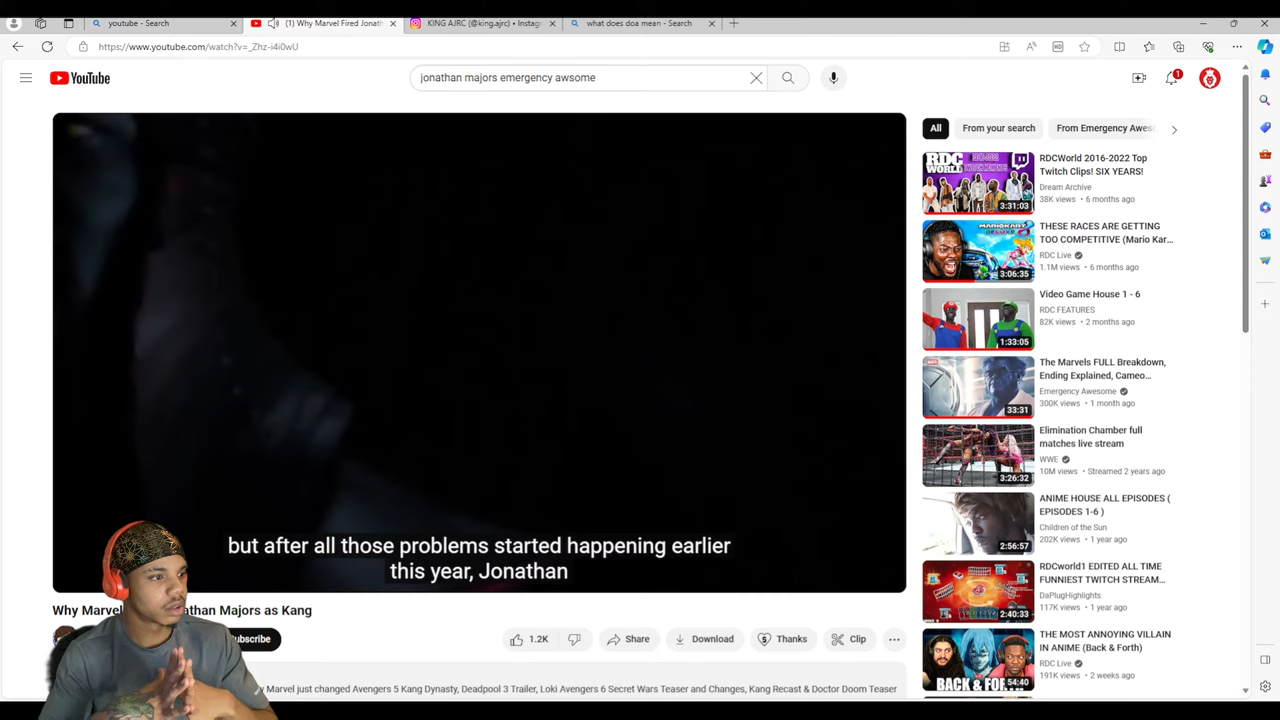 youtube - Search
(1) Why Marvel Fired Jonath
KING AJRC (@king.ajrc) • Instag
what does doa mean - Search
https://www.youtube.com/watch?v=_Zhz-i4i0wU
YouTube
jonathan majors emergency awsome
1
All
From your search
From Emergency Aweso
RDC WORLD
2016-2022
3:31:03
RDCWorld 2016-2022 Top
Twitch Clips! SIX YEARS!
Dream Archive
38K views • 6 months ago
3:06:35
THESE RACES ARE GETTING
TOO COMPETITIVE (Mario Kar...
RDC Live
1.1M views • 6 months ago
1:33:05
Video Game House 1 - 6
RDC FEATURES
82K views • 2 months ago
33:31
The Marvels FULL Breakdown,
Ending Explained, Cameo...
Emergency Awesome
300K views • 1 month ago
3:26:32
Elimination Chamber full
matches live stream
WWE
10M views • Streamed 2 years ago
2:56:57
ANIME HOUSE ALL EPISODES (
EPISODES 1-6 )
Children of the Sun
202K views • 1 year ago
2:40:33
RDCworld1 EDITED ALL TIME
FUNNIEST TWITCH STREAM...
DaPlugHighlights
117K views • 1 year ago
BACK & FOR
54:40
THE MOST ANNOYING VILLAIN
IN ANIME (Back & Forth)
RDC Live
191K views • 2 weeks ago
but after all those problems started happening earlier
this year, Jonathan
Why Marvel nathan Majors as Kang
ubscribe
1.2K
Share
Download
Thanks
Clip
Marvel just changed Avengers 5 Kang Dynasty, Deadpool 3 Trailer, Loki Avengers 6 Secret Wars Teaser and Changes, Kang Recast & Doctor Doom Teaser